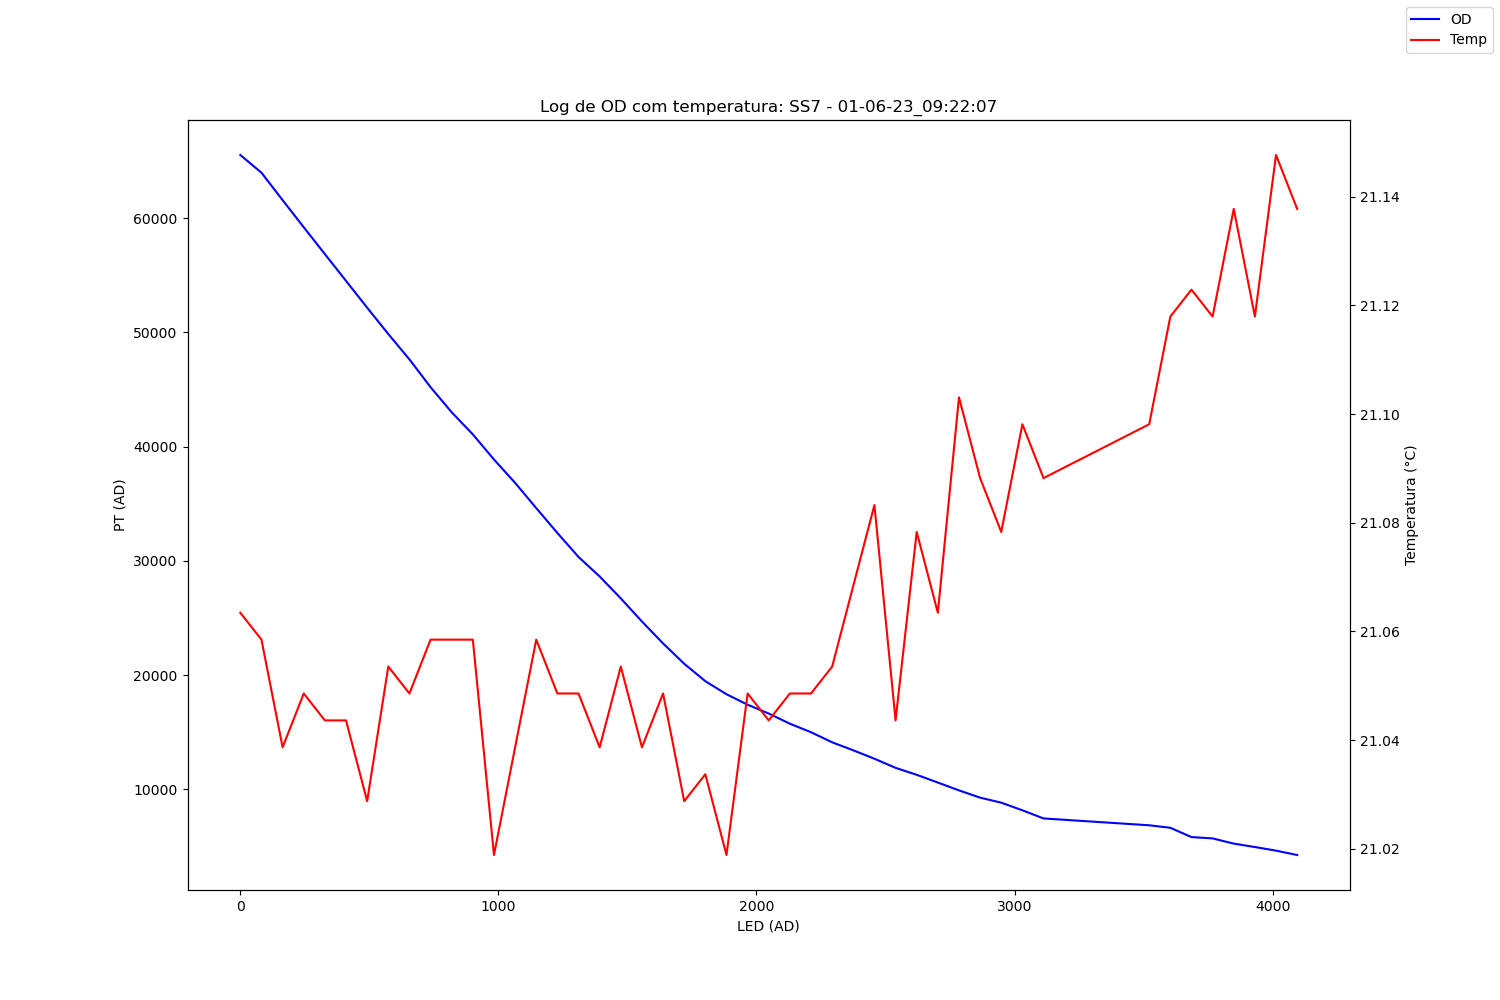 OD
Temp
Log de OD com temperatura: SS7 - 01-06-23_09:22:07
60000
50000
40000
30000
20000
10000
PT (AD)
21.14
21.12
21.10
21.08
21.06
21.04
21.02
Temperatura (°C)
0 1000 2000 3000 4000
LED (AD)